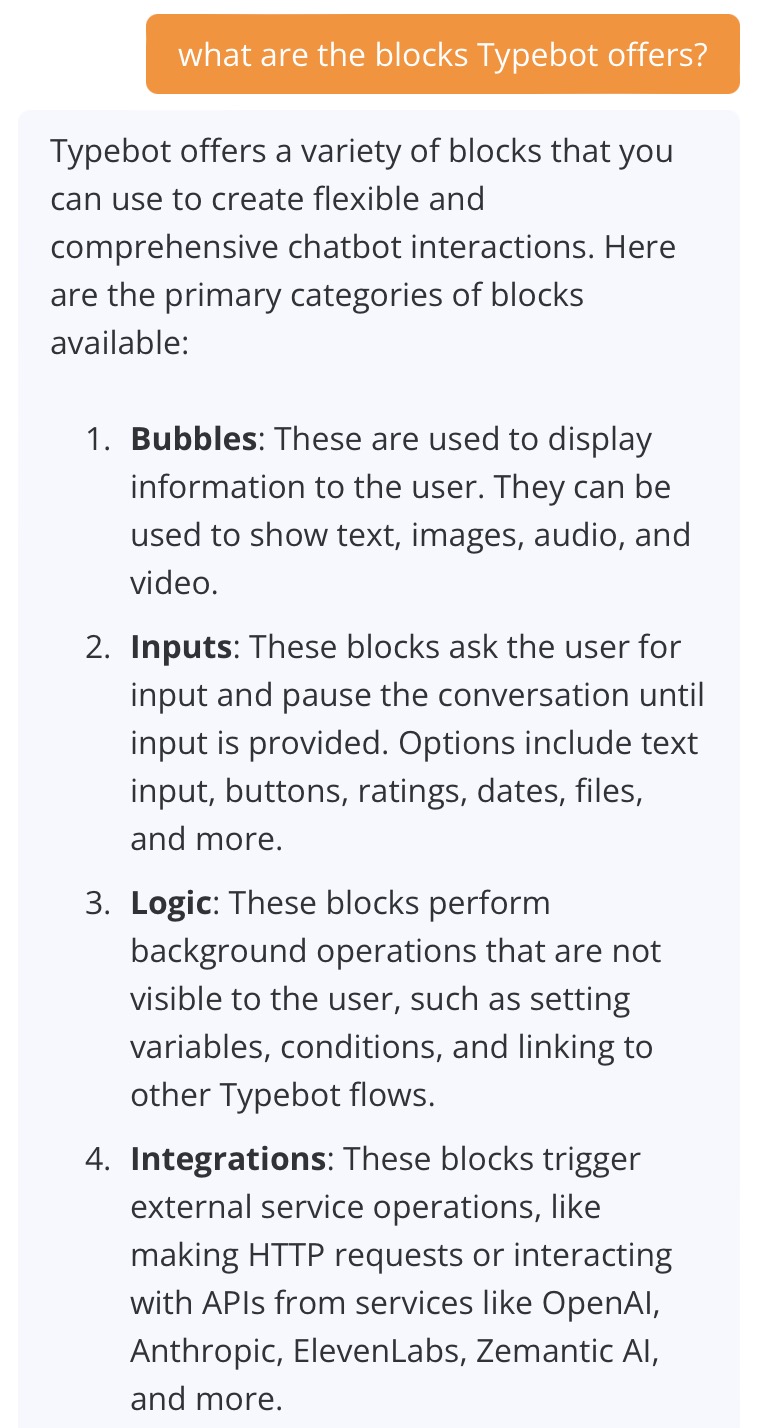 what are the blocks Typebot offers?
Typebot offers a variety of blocks that you
can use to create flexible and
comprehensive chatbot interactions. Here
are the primary categories of blocks
available:
1. Bubbles: These are used to display
information to the user. They can be
used to show text, images, audio, and
video.
2. Inputs: These blocks ask the user for
input and pause the conversation until
input is provided. Options include text
input, buttons, ratings, dates, files,
and more.
3. Logic: These blocks perform
background operations that are not
visible to the user, such as setting
variables, conditions, and linking to
other Typebot flows.
4. Integrations: These blocks trigger
external service operations, like
making HTTP requests or interacting
with APIs from services like OpenAI,
Anthropic, ElevenLabs, Zemantic AI,
and more.